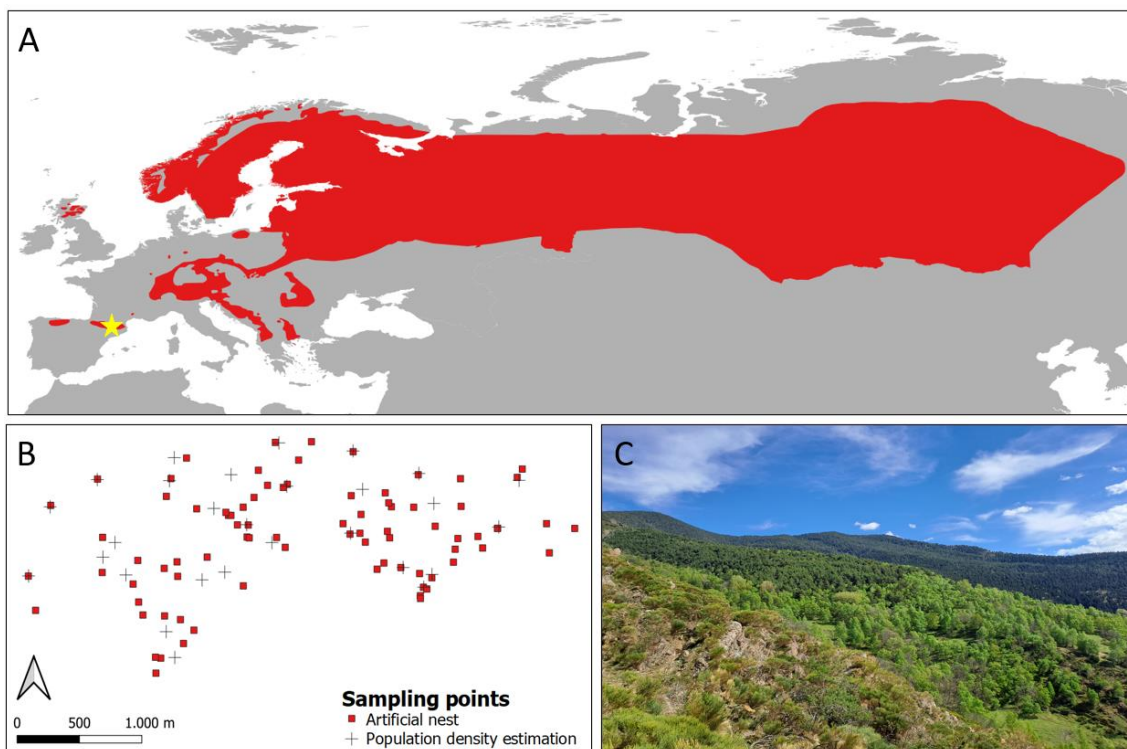 A
B
C
Sampling points
Artificial nest
Population density estimation
0 500 1.000 m